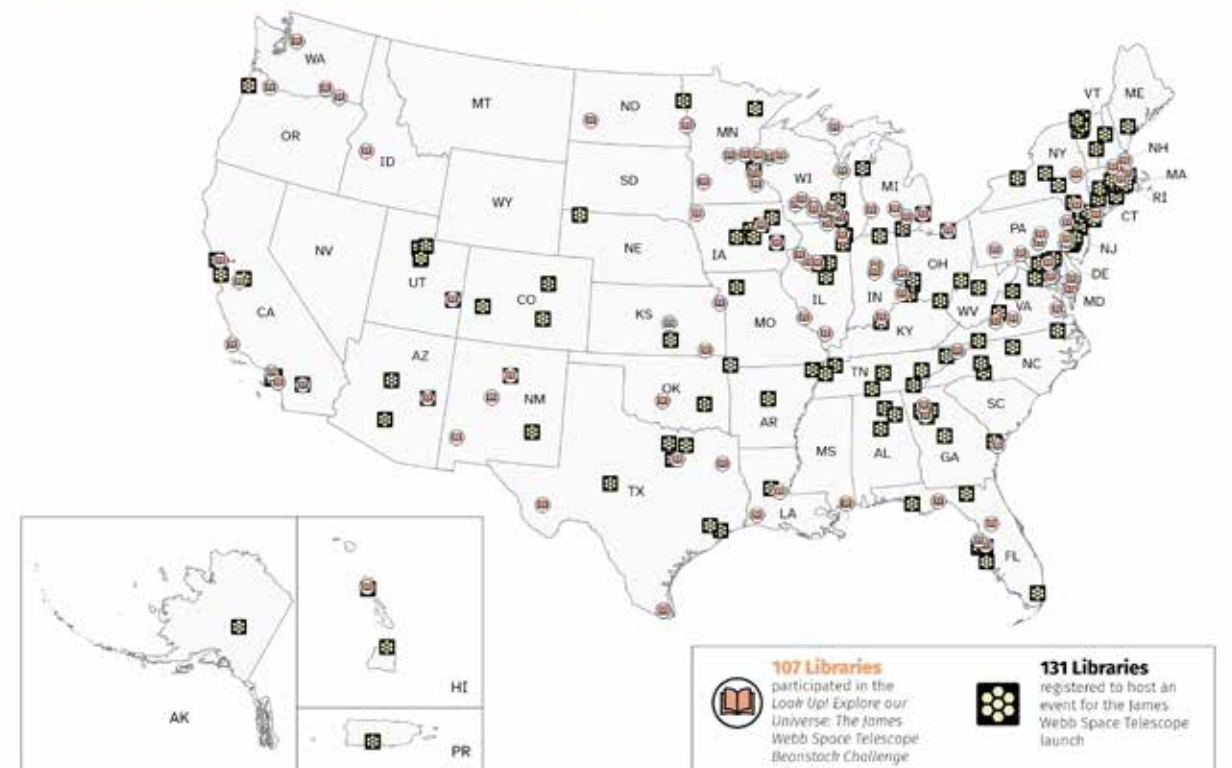 WA
VT
ME
MT
ND
OR
MN
NY
NH
ID
MA
WI
SD
MI
RI
WY
CT
PA
NV
NE
IA
NJ
OH
DE
UT
IL
IN
CO
MD
CA
WV
VA
KS
MO
KY
AZ
NC
TN
OK
NM
AR
SC
MS
AL
GA
TX
LA
FL
HI
AK
PR
107 Libraries
participated in the
Look Up! Explore our
Universe: The James
Webb Space Telescope
Beanstack Challenge
131 Libraries
registered to host an
event for the James
Webb Space Telescope
launch